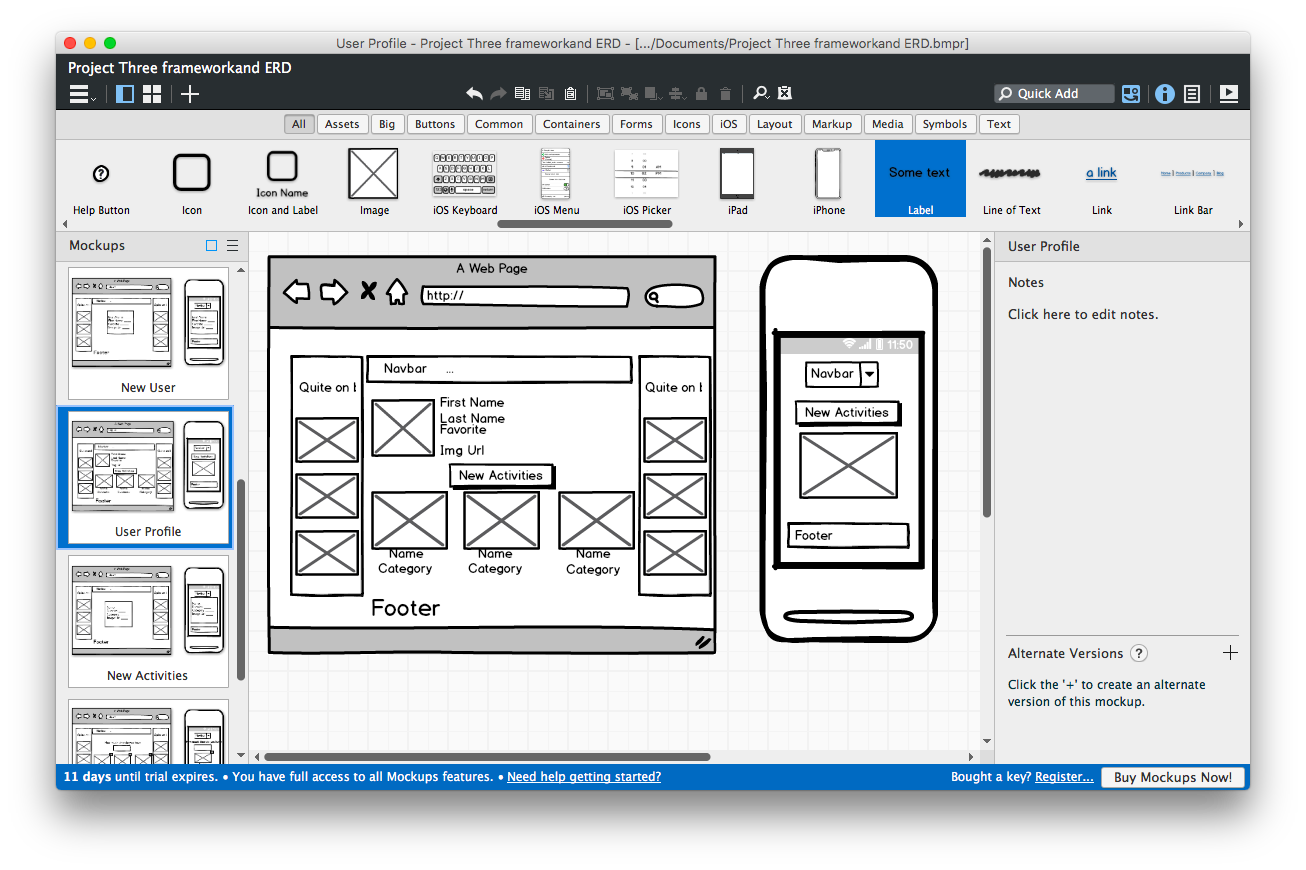 User Profile - Project Three frameworkand ERD - [.../Documents/Project Three frameworkand ERD.bmpr]
Project Three frameworkand ERD
Quick Add
All Assets Big Buttons Common Containers Forms Icons iOS Layout Markup Media Symbols Text
Icon Name
Some text
a link
Home | Products | Company | Blog
Help Button Icon Icon and Label Image iOS Keyboard iOS Menu iOS Picker iPad iPhone Label Line of Text Link Link Bar
Mockups
New User
User Profile
New Activities
A Web Page
http://
Quite on t
Navbar ...
Quite on t
First Name
Last Name
Favorite
Img Url
New Activities
Name
Category
Name
Category
Name
Category
Footer
11:50
Navbar
New Activities
Footer
User Profile
Notes
Click here to edit notes.
Alternate Versions ?
Click the '+' to create an alternate
version of this mockup.
11 days until trial expires. • You have full access to all Mockups features. • Need help getting started?
Bought a key? Register... Buy Mockups Now!